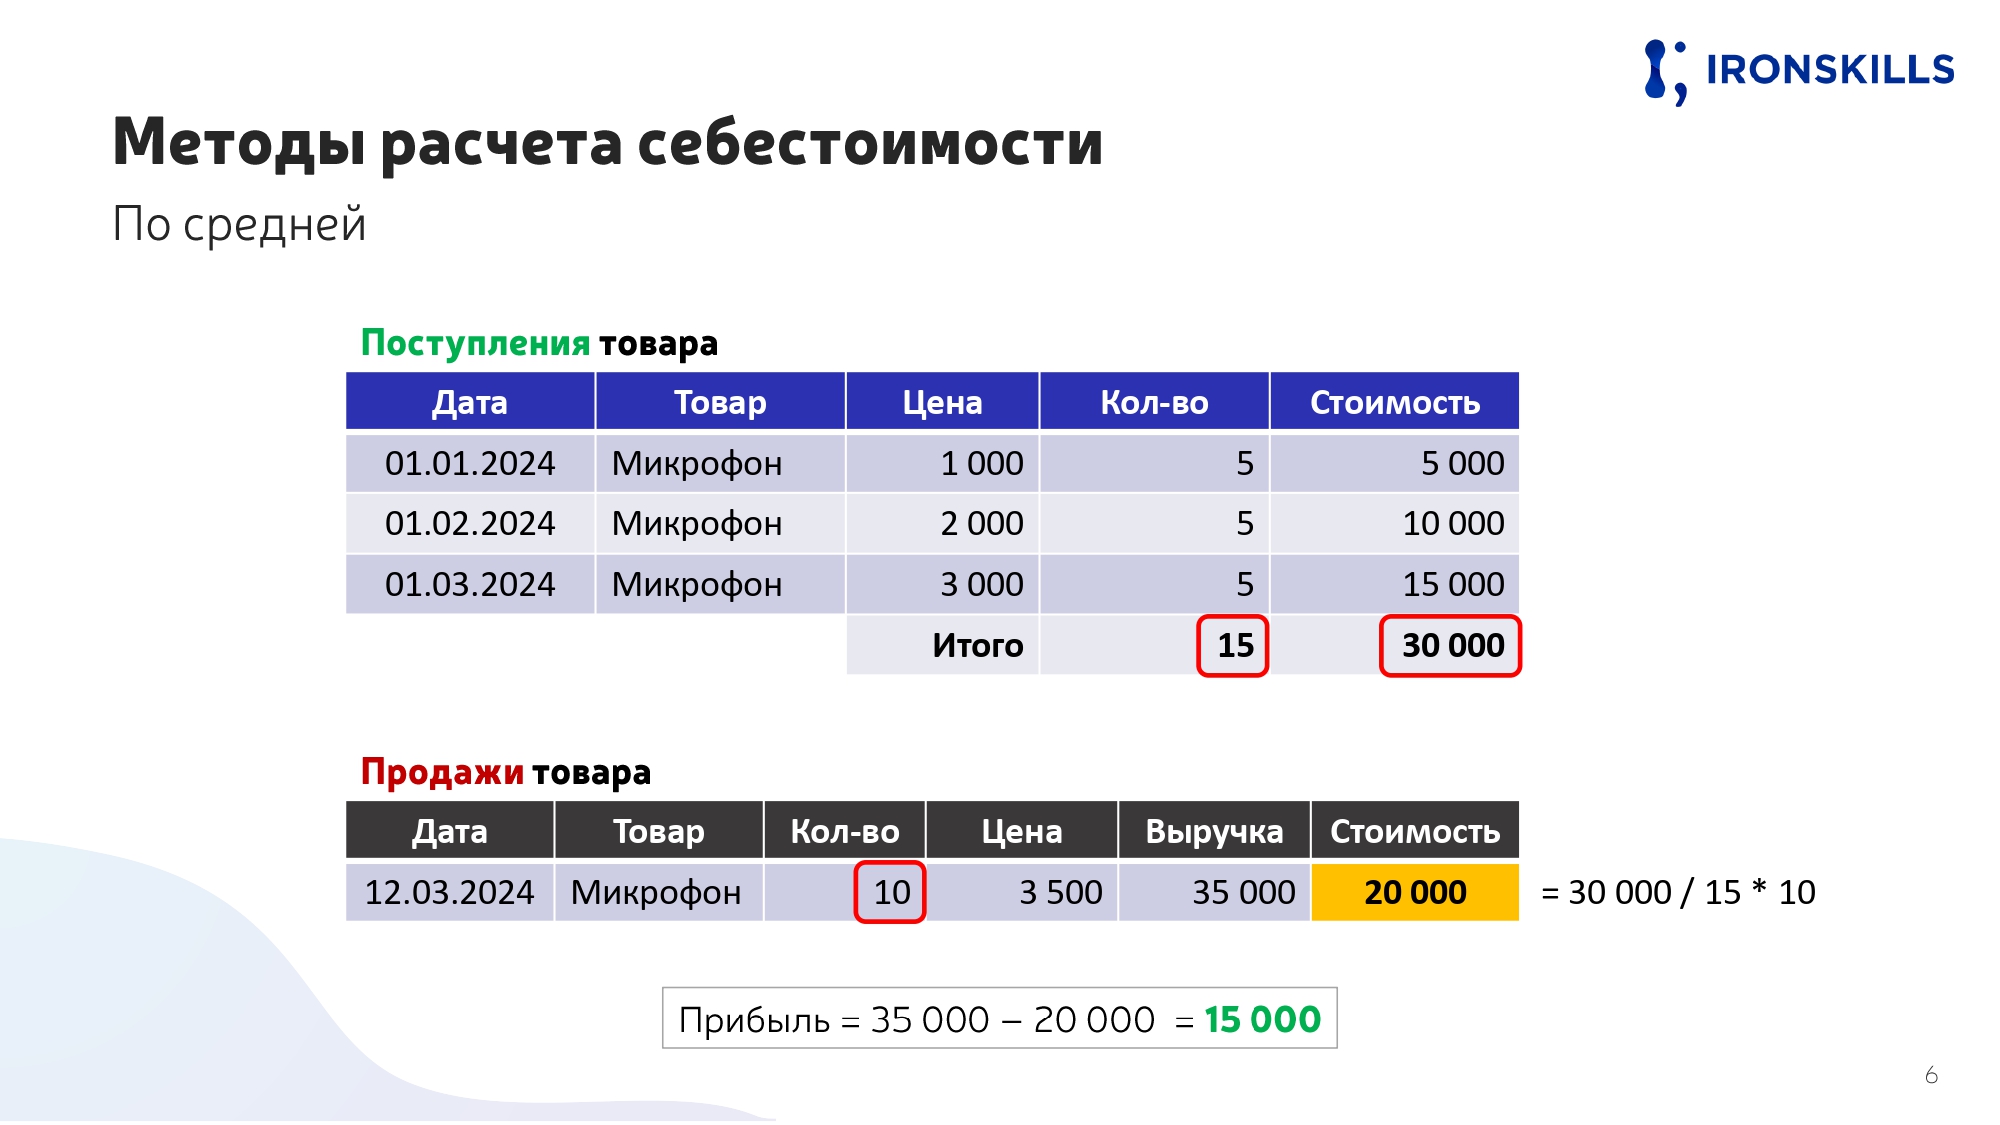 IRONSKILLS
Методы расчета себестоимости
По средней
Поступления товара
Дата Товар Цена Кол-во Стоимость
01.01.2024 Микрофон 1 000 5 5 000
01.02.2024 Микрофон 2 000 5 10 000
01.03.2024 Микрофон 3 000 5 15 000
Итого 15 30 000
Продажи товара
Дата Товар Кол-во Цена Выручка Стоимость
12.03.2024 Микрофон 10 3 500 35 000 20 000 = 30 000 / 15 * 10
Прибыль = 35 000 – 20 000 = 15 000
6